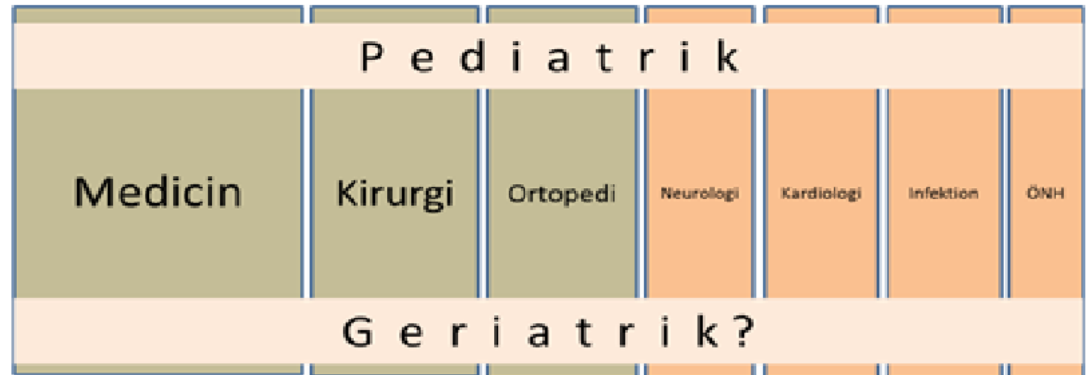 P e d i a t r i k
Medicin Kirurgi Ortopedi Neurologi Kardiologi Infektion ÖNH
G e r i a t r i k ?